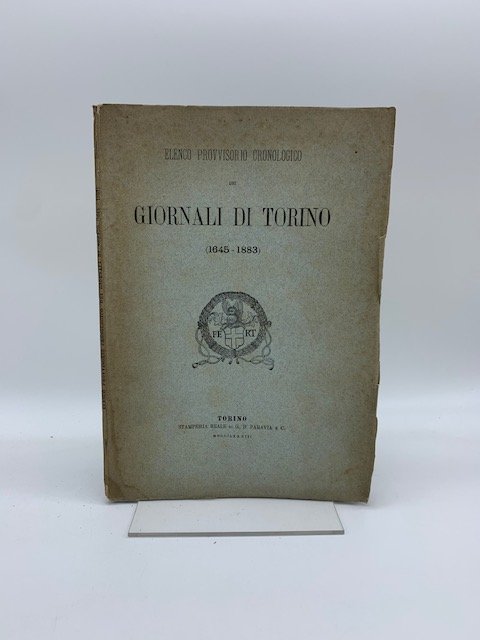 ELENCO PROVVISORIO CRONOLOGICO
DEI
GIORNALI DI TORINO
(1645-1883)
FE RT
TORINO
STAMPERIA REALE DI G. B. PARAVIA E C.